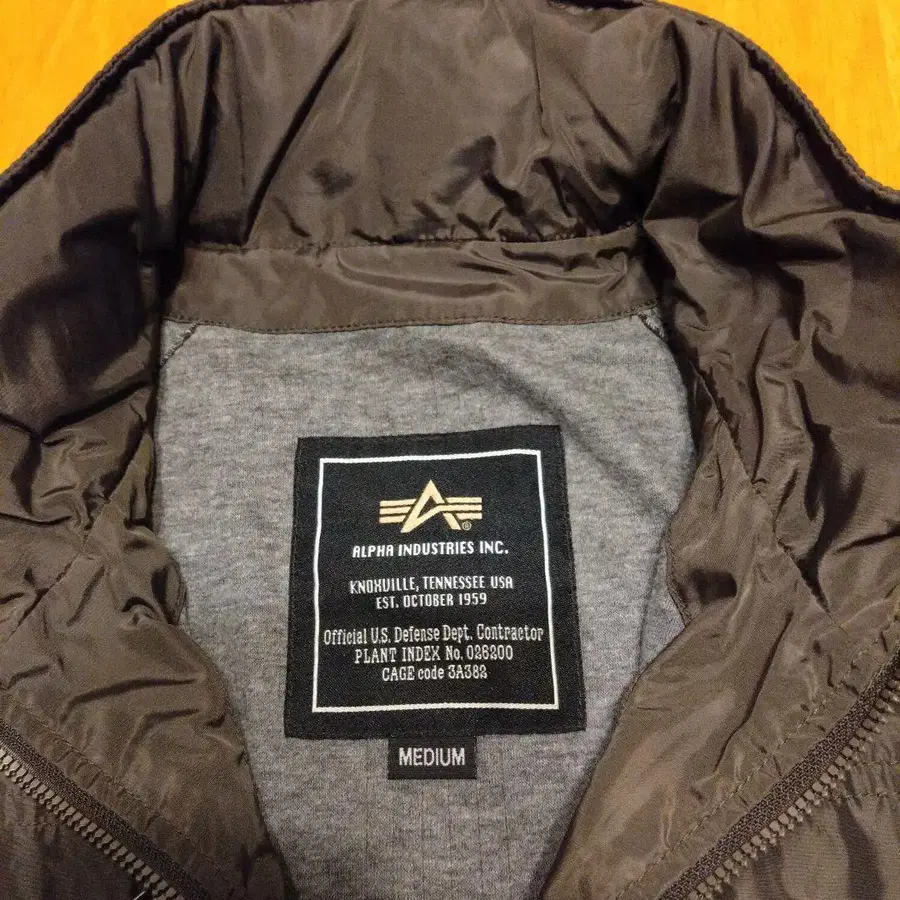 ®
ALPHA INDUSTRIES INC.
KNOXVILLE, TENNESSEE USA
EST. OCTOBER 1959
Official U.S. Defense Dept. Contractor
PLANT INDEX No. 026200
CAGE code 3A382
MEDIUM